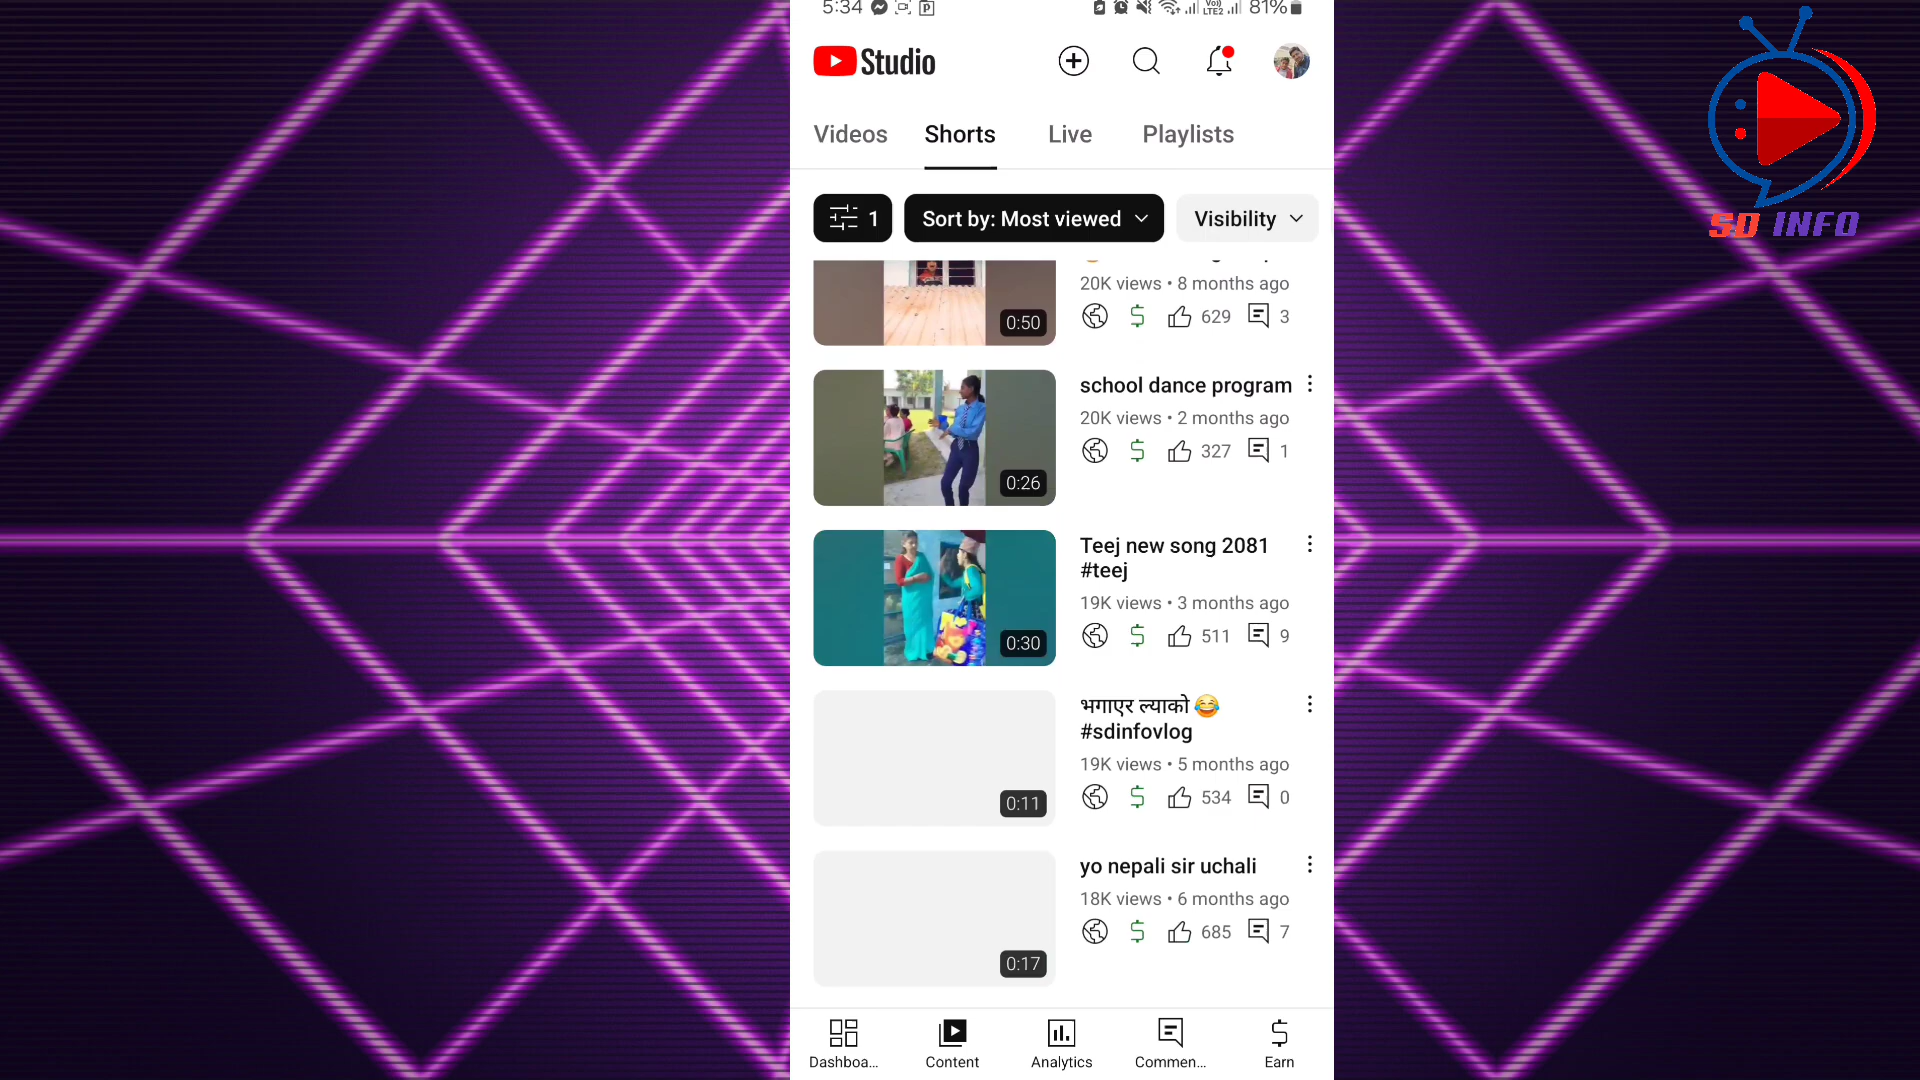 5:34
VoLTE2 81%
Studio
SD INFO
Videos Shorts Live Playlists
1 Sort by: Most viewed Visibility
20K views • 8 months ago
0:50 629 3
school dance program
20K views • 2 months ago
327 1
0:26
Teej new song 2081
#teej
19K views • 3 months ago
511 9
0:30
भगाएर ल्याको 😂
#sdinfovlog
19K views • 5 months ago
534 0
0:11
yo nepali sir uchali
18K views • 6 months ago
685 7
0:17
Dashboa... Content Analytics Commen... Earn